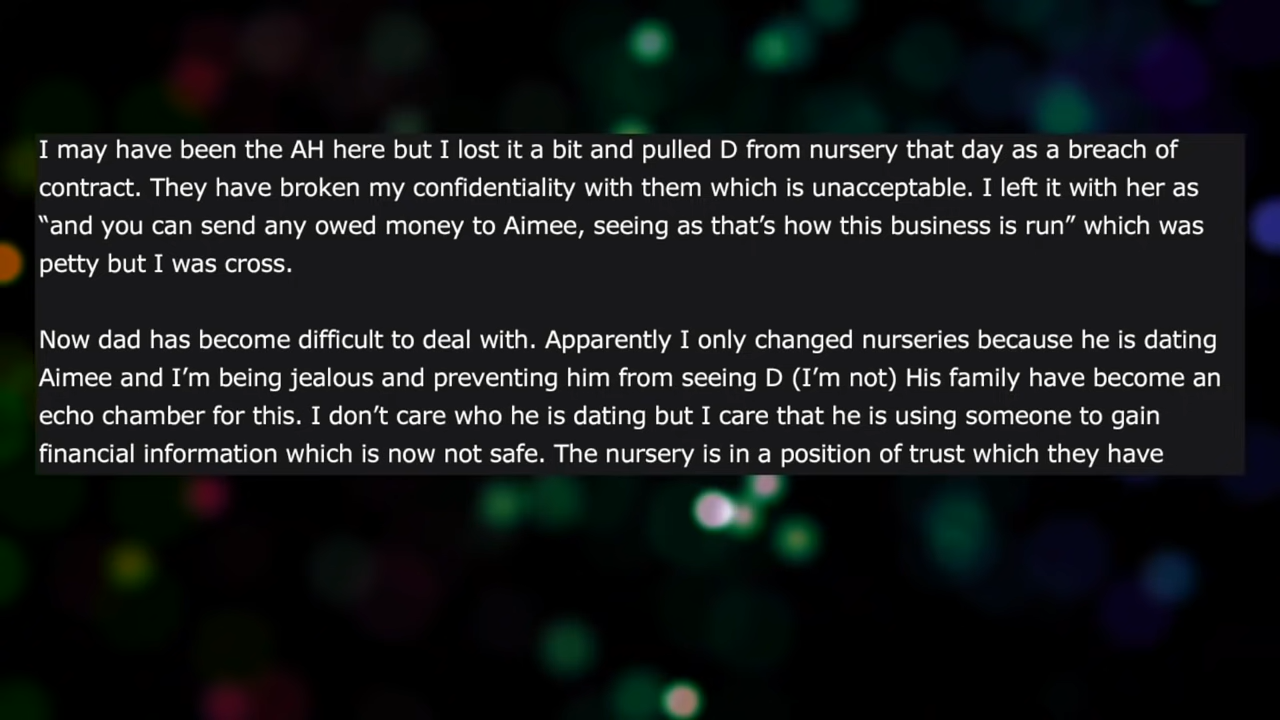 I may have been the AH here but I lost it a bit and pulled D from nursery that day as a breach of
contract. They have broken my confidentiality with them which is unacceptable. I left it with her as
“and you can send any owed money to Aimee, seeing as that’s how this business is run” which was
petty but I was cross.
Now dad has become difficult to deal with. Apparently I only changed nurseries because he is dating
Aimee and I’m being jealous and preventing him from seeing D (I’m not) His family have become an
echo chamber for this. I don’t care who he is dating but I care that he is using someone to gain
financial information which is now not safe. The nursery is in a position of trust which they have